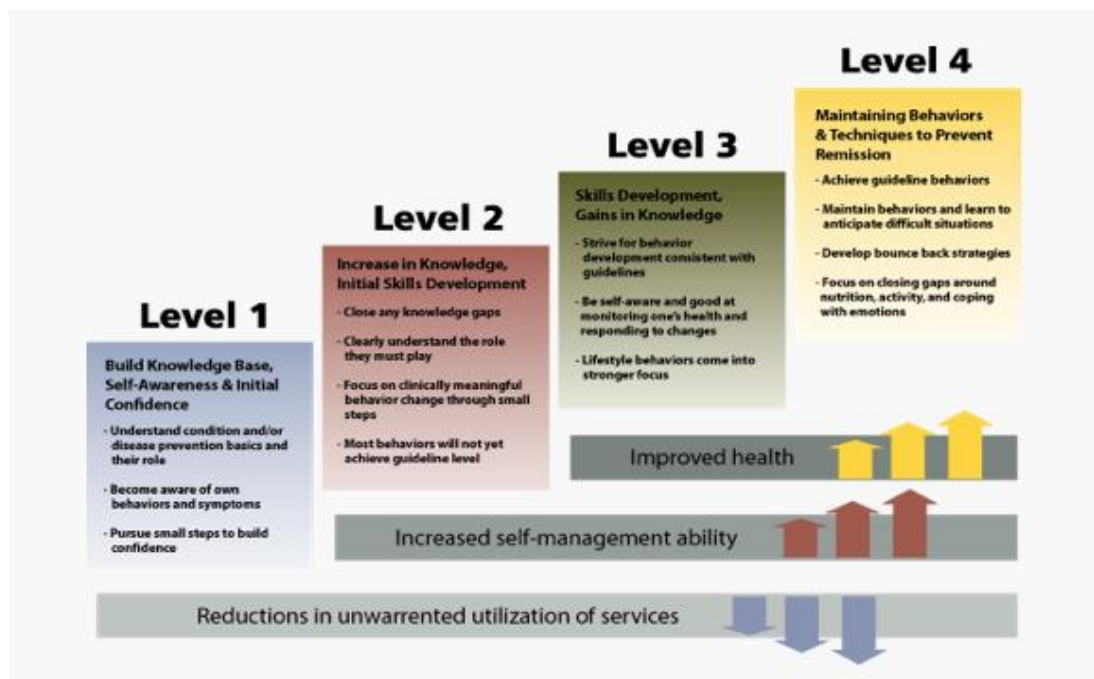 Level 1
Build Knowledge Base,
Self-Awareness & Initial
Confidence
- Understand condition and/or
disease prevention basics and
their role
- Become aware of own
behaviors and symptoms
- Pursue small steps to build
confidence
Level 2
Increase in Knowledge,
Initial Skills Development
- Close any knowledge gaps
- Clearly understand the role
they must play
- Focus on clinically meaningful
behavior change through small
steps
- Most behaviors will not yet
achieve guideline level
Level 3
Skills Development,
Gains in Knowledge
- Strive for behavior
development consistent with
guidelines
- Be self-aware and good at
monitoring one's health and
responding to changes
- Lifestyle behaviors come into
stronger focus
Level 4
Maintaining Behaviors
& Techniques to Prevent
Remission
- Achieve guideline behaviors
- Maintain behaviors and learn to
anticipate difficult situations
- Develop bounce back strategies
- Focus on closing gaps around
nutrition, activity, and coping
with emotions
Improved health
Increased self-management ability
Reductions in unwarrented utilization of services